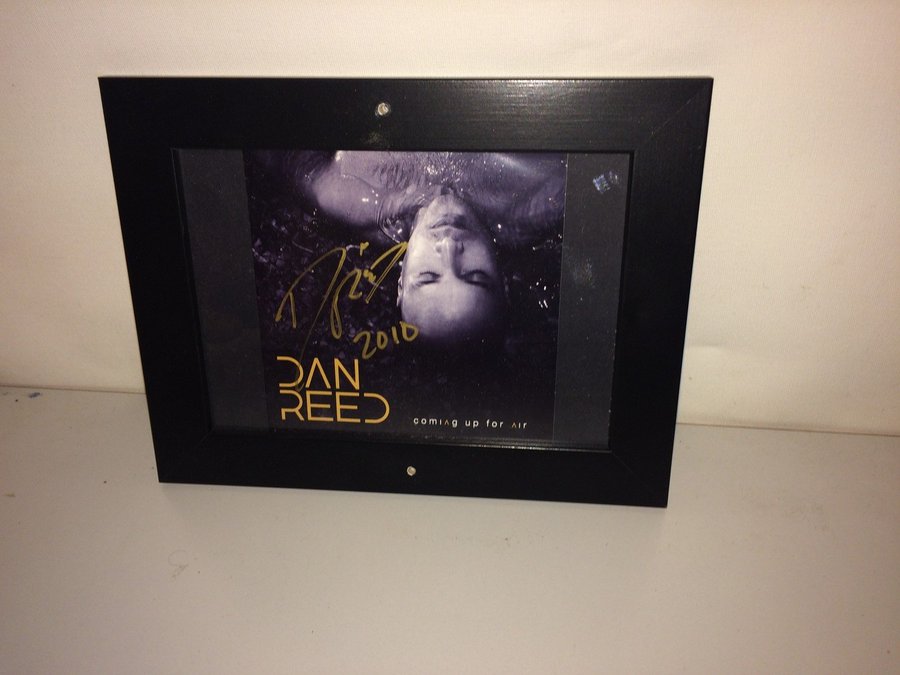 2010
DAN
REED
coming up for air